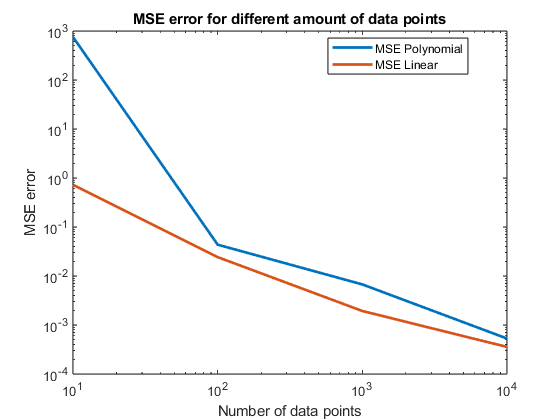 MSE error for different amount of data points
10^3
10^2
10^1
10^0
10^-1
10^-2
10^-3
10^-4
MSE error
MSE Polynomial
MSE Linear
10^1 10^2 10^3 10^4
Number of data points